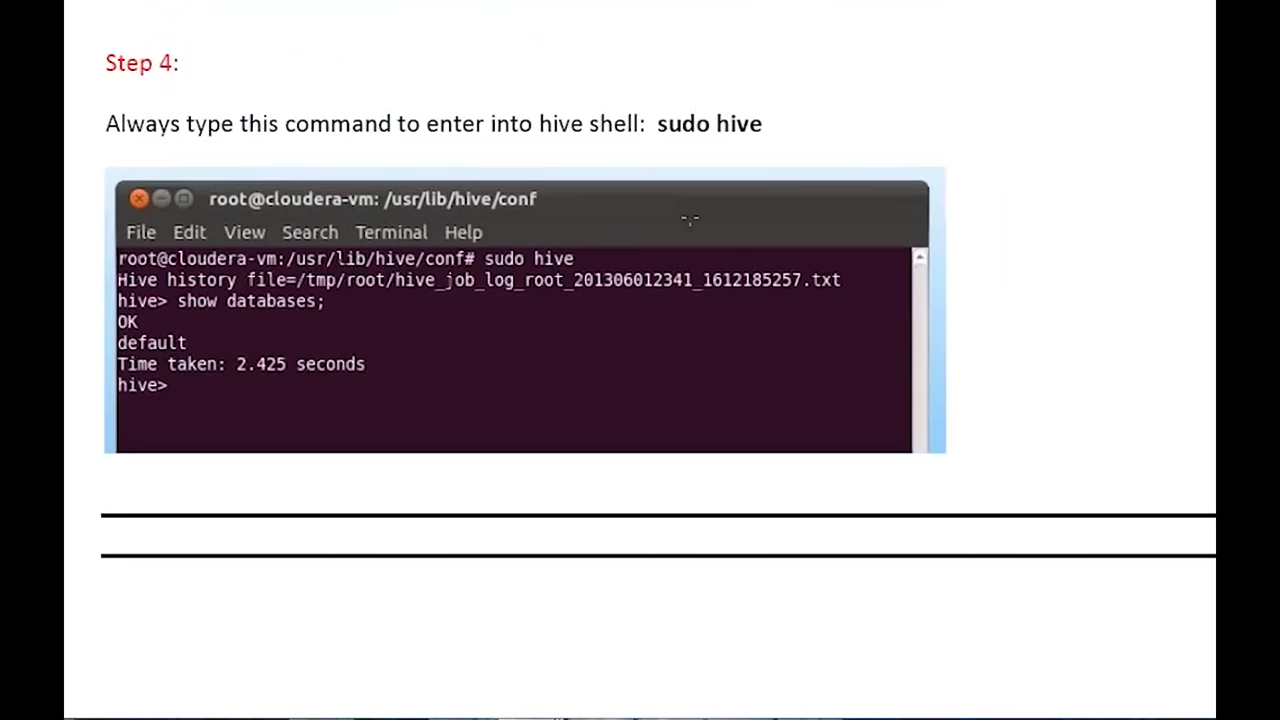 Step 4:
Always type this command to enter into hive shell: sudo hive
root@cloudera-vm: /usr/lib/hive/conf
File Edit View Search Terminal Help
root@cloudera-vm:/usr/lib/hive/conf# sudo hive
Hive history file=/tmp/root/hive_job_log_root_201306012341_1612185257.txt
hive> show databases;
OK
default
Time taken: 2.425 seconds
hive>